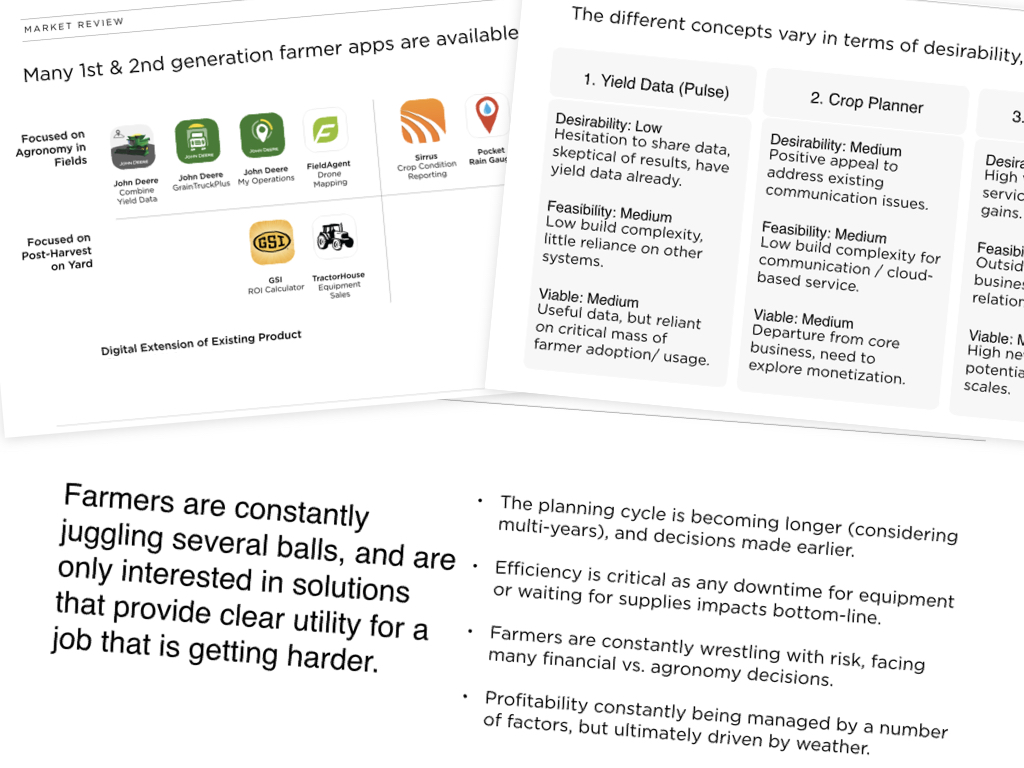 MARKET REVIEW
Many 1st & 2nd generation farmer apps are available
Focused on
Agronomy in
Fields
JOHN DEERE
John Deere
Combine
Yield Data
JOHN DEERE
John Deere
GrainTruckPlus
JOHN DEERE
John Deere
My Operations
FieldAgent
Drone
Mapping
Sirrus
Crop Condition
Reporting
Pocket
Rain
Focused on
Post-Harvest
on Yard
GSI
GSI
ROI Calculator
TractorHouse
Equipment
Sales
Digital Extension of Existing Product
The different concepts vary in terms of desirability,
1. Yield Data (Pulse)
Desirability: Low
Hesitation to share data,
skeptical of results, have
yield data already.
Feasibility: Medium
Low build complexity,
little reliance on other
systems.
Viable: Medium
Useful data, but reliant
on critical mass of
farmer adoption/ usage.
2. Crop Planner
Desirability: Medium
Positive appeal to
address existing
communication issues.
Feasibility: Medium
Low build complexity for
communication / cloud-
based service.
Viable: Medium
Departure from core
business, need to
explore monetization.
3.
High
gains.
Viable:
High
scales.
Farmers are constantly
juggling several balls, and are
only interested in solutions
that provide clear utility for a
job that is getting harder.
• The planning cycle is becoming longer (considering
multi-years), and decisions made earlier.
• Efficiency is critical as any downtime for equipment
or waiting for supplies impacts bottom-line.
• Farmers are constantly wrestling with risk, facing
many financial vs. agronomy decisions.
• Profitability constantly being managed by a number
of factors, but ultimately driven by weather.